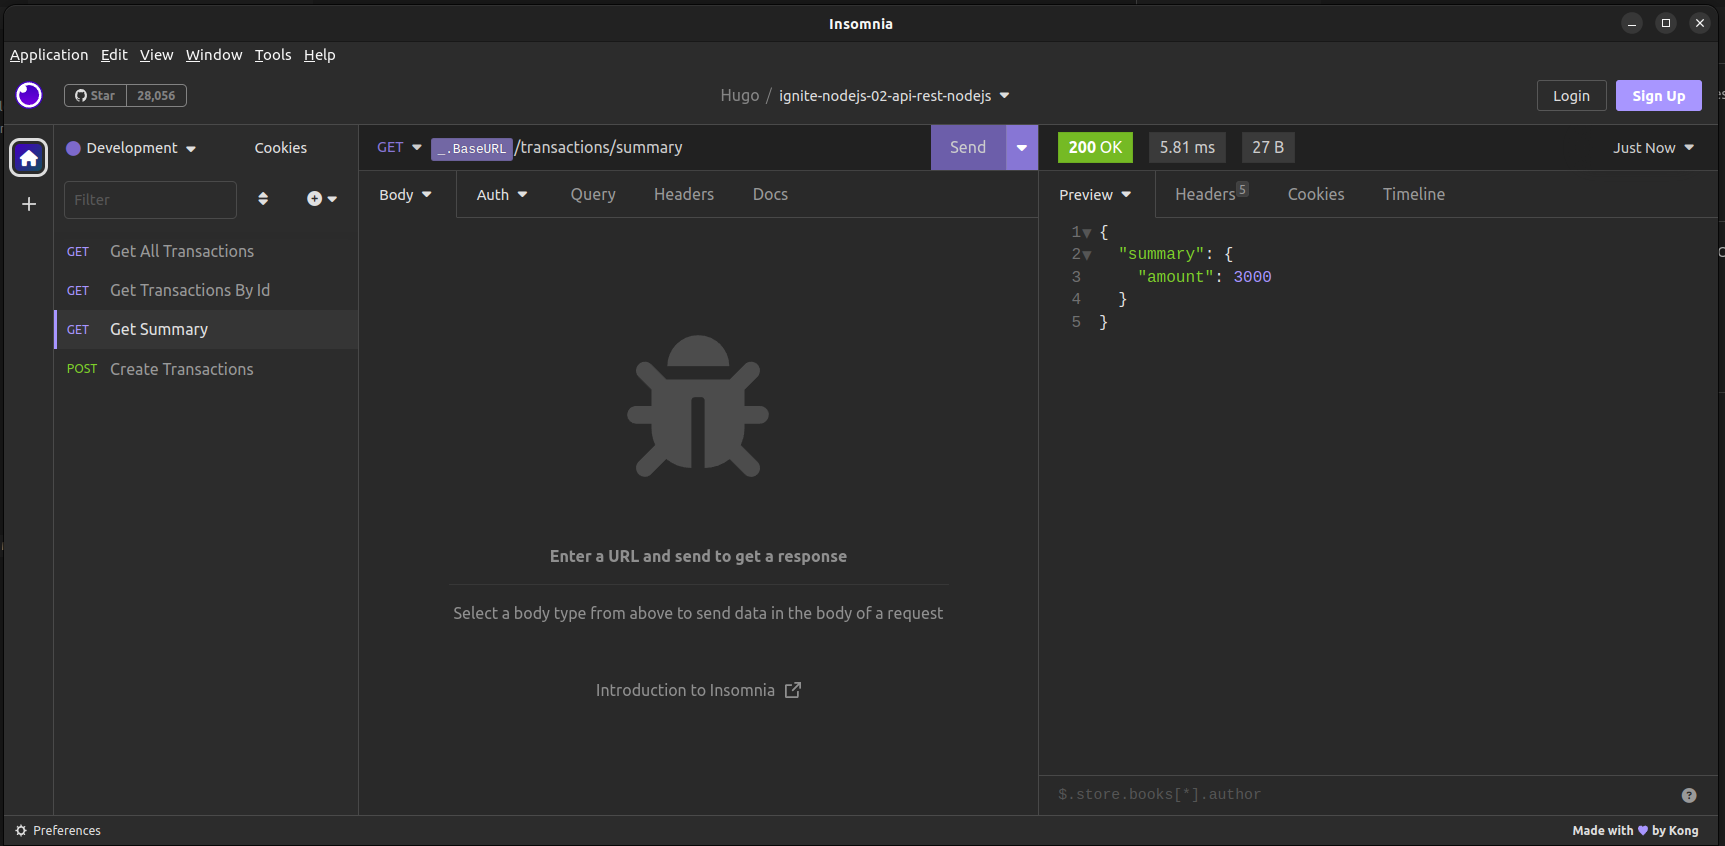 Insomnia
Application Edit View Window Tools Help
Star 28,056
Hugo / ignite-nodejs-02-api-rest-nodejs
Login Sign Up
Development Cookies
Filter
GET Get All Transactions
GET Get Transactions By Id
GET Get Summary
POST Create Transactions
GET _.BaseURL/transactions/summary Send
Body Auth Query Headers Docs
Enter a URL and send to get a response
Select a body type from above to send data in the body of a request
Introduction to Insomnia
200 OK 5.81 ms 27 B Just Now
Preview Headers 5 Cookies Timeline
1 {
2 "summary": {
3 "amount": 3000
4 }
5 }
$.store.books[*].author
Preferences
Made with 💜 by Kong